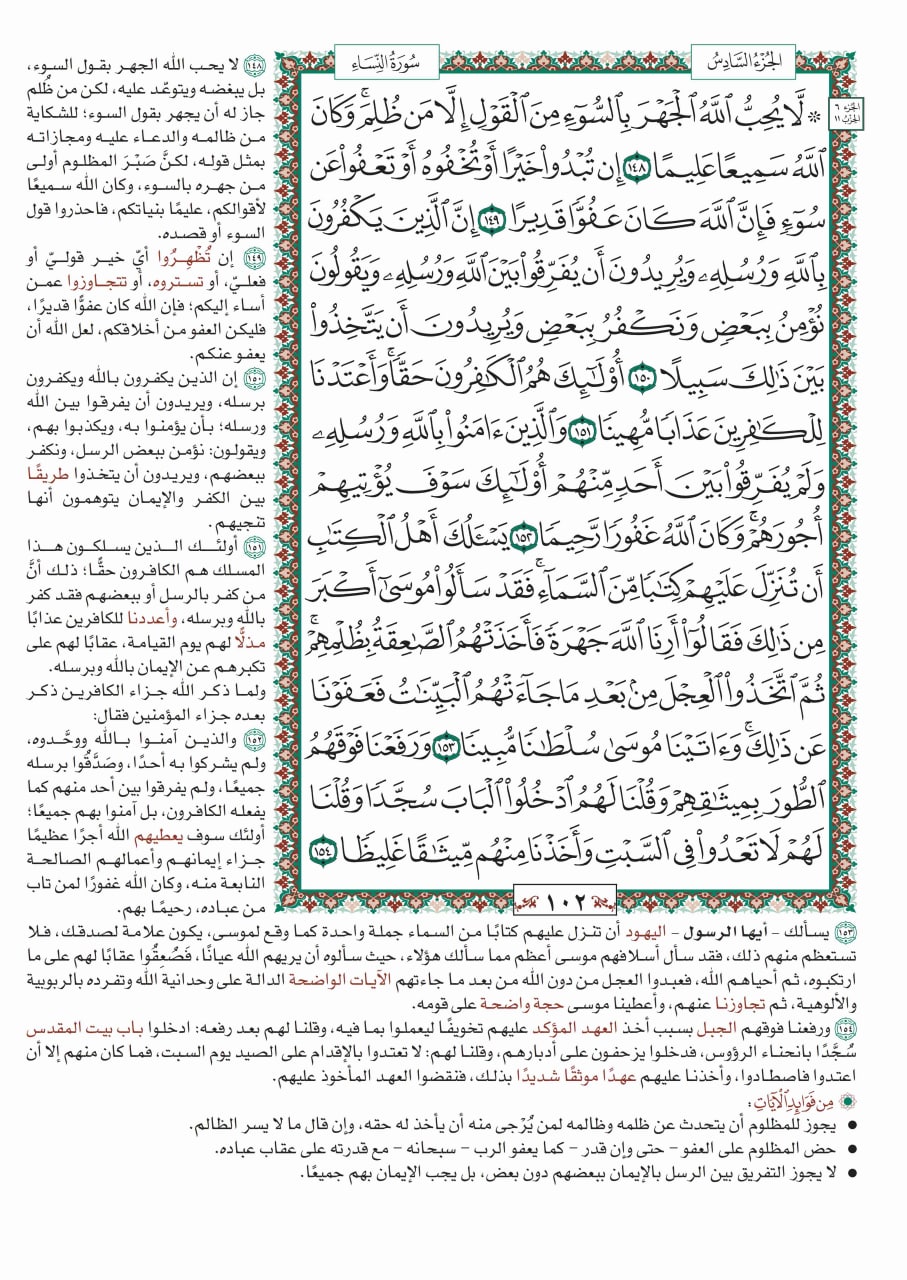 الجُزْءُ السَّادِسُ
سُورَةُ النِّسَاءِ
الجزء ٦
الحزب ١١
۞ لَّا يُحِبُّ ٱللَّهُ ٱلۡجَهۡرَ بِٱلسُّوٓءِ مِنَ ٱلۡقَوۡلِ إِلَّا مَن ظُلِمَۚ وَكَانَ
ٱللَّهُ سَمِيعًا عَلِيمًا ١٤٨ إِن تُبۡدُواْ خَيۡرًا أَوۡ تُخۡفُوهُ أَوۡ تَعۡفُواْ عَن
سُوٓءٖ فَإِنَّ ٱللَّهَ كَانَ عَفُوّٗا قَدِيرًا ١٤٩ إِنَّ ٱلَّذِينَ يَكۡفُرُونَ
بِٱللَّهِ وَرُسُلِهِۦ وَيُرِيدُونَ أَن يُفَرِّقُواْ بَيۡنَ ٱللَّهِ وَرُسُلِهِۦ وَيَقُولُونَ
نُؤۡمِنُ بِبَعۡضٖ وَنَكۡفُرُ بِبَعۡضٖ وَيُرِيدُونَ أَن يَتَّخِذُواْ
بَيۡنَ ذَٰلِكَ سَبِيلًا ١٥٠ أُوْلَٰٓئِكَ هُمُ ٱلۡكَٰفِرُونَ حَقّٗاۚ وَأَعۡتَدۡنَا
لِلۡكَٰفِرِينَ عَذَابٗا مُّهِينٗا ١٥١ وَٱلَّذِينَ ءَامَنُواْ بِٱللَّهِ وَرُسُلِهِۦ
وَلَمۡ يُفَرِّقُواْ بَيۡنَ أَحَدٖ مِّنۡهُمۡ أُوْلَٰٓئِكَ سَوۡفَ يُؤۡتِيهِمۡ
أُجُورَهُمۡۚ وَكَانَ ٱللَّهُ غَفُورٗا رَّحِيمٗا ١٥٢ يَسۡـَٔلُكَ أَهۡلُ ٱلۡكِتَٰبِ
أَن تُنَزِّلَ عَلَيۡهِمۡ كِتَٰبٗا مِّنَ ٱلسَّمَآءِۚ فَقَدۡ سَأَلُواْ مُوسَىٰٓ أَكۡبَرَ
مِن ذَٰلِكَ فَقَالُوٓاْ أَرِنَا ٱللَّهَ جَهۡرَةٗ فَأَخَذَتۡهُمُ ٱلصَّٰعِقَةُ بِظُلۡمِهِمۡۚ
ثُمَّ ٱتَّخَذُواْ ٱلۡعِجۡلَ مِنۢ بَعۡدِ مَا جَآءَتۡهُمُ ٱلۡبَيِّنَٰتُ فَعَفَوۡنَا
عَن ذَٰلِكَۚ وَءَاتَيۡنَا مُوسَىٰ سُلۡطَٰنٗا مُّبِينٗا ١٥٣ وَرَفَعۡنَا فَوۡقَهُمُ
ٱلطُّورَ بِمِيثَٰقِهِمۡ وَقُلۡنَا لَهُمُ ٱدۡخُلُواْ ٱلۡبَابَ سُجَّدٗا وَقُلۡنَا
لَهُمۡ لَا تَعۡدُواْ فِي ٱلسَّبۡتِ وَأَخَذۡنَا مِنۡهُم مِّيثَٰقًا غَلِيظٗا ١٥٤
١٠٢
١٤٨ لا يحب الله الجهر بقول السوء،
بل يبغضه ويتوعّد عليه، لكن من ظُلم
جاز له أن يجهر بقول السوء؛ للشكاية
من ظالمه والدعاء عليه ومجازاته
بمثل قوله، لكنَّ صَبْرَ المظلوم أولى
من جهره بالسوء، وكان الله سميعًا
لأقوالكم، عليمًا بنياتكم، فاحذروا قول
السوء أو قصده.
١٤٩ إن تُظْهِرُوا أيّ خير قوليّ أو
فعليّ، أو تستروه، أو تتجاوزوا عمن
أساء إليكم؛ فإن الله كان عفوًّا قديرًا،
فليكن العفو من أخلاقكم، لعل الله أن
يعفو عنكم.
١٥٠ إن الذين يكفرون بالله ويكفرون
برسله، ويريدون أن يفرقوا بين الله
ورسله؛ بأن يؤمنوا به، ويكذبوا بهم،
ويقولون: نؤمن ببعض الرسل، ونكفر
ببعضهم، ويريدون أن يتخذوا طريقًا
بين الكفر والإيمان يتوهمون أنها
تنجيهم.
١٥١ أولئك الذين يسلكون هذا
المسلك هم الكافرون حقًّا؛ ذلك أنَّ
من كفر بالرسل أو ببعضهم فقد كفر
بالله وبرسله، وأعددنا للكافرين عذابًا
مذلًّا لهم يوم القيامة، عقابًا لهم على
تكبرهم عن الإيمان بالله وبرسله.
ولما ذكر الله جزاء الكافرين ذكر
بعده جزاء المؤمنين فقال:
١٥٢ والذين آمنوا بالله ووحَّدوه،
ولم يشركوا به أحدًا، وصَدَّقُوا برسله
جميعًا، ولم يفرقوا بين أحد منهم كما
يفعله الكافرون، بل آمنوا بهم جميعًا؛
أولئك سوف يعطيهم الله أجرًا عظيمًا
جزاء إيمانهم وأعمالهم الصالحة
النابعة منه، وكان الله غفورًا لمن تاب
من عباده، رحيمًا بهم.
١٥٣ يسألك – أيها الرسول – اليهود أن تنزل عليهم كتابًا من السماء جملة واحدة كما وقع لموسى، يكون علامة لصدقك، فلا
تستعظم منهم ذلك، فقد سأل أسلافهم موسى أعظم مما سألك هؤلاء، حيث سألوه أن يريهم الله عيانًا، فَصُعِقُوا عقابًا لهم على ما
ارتكبوه، ثم أحياهم الله، فعبدوا العجل من دون الله من بعد ما جاءتهم الآيات الواضحة الدالة على وحدانية الله وتفرده بالربوبية
والألوهية، ثم تجاوزنا عنهم، وأعطينا موسى حجة واضحة على قومه.
١٥٤ ورفعنا فوقهم الجبل بسبب أخذ العهد المؤكد عليهم تخويفًا ليعملوا بما فيه، وقلنا لهم بعد رفعه: ادخلوا باب بيت المقدس
سُجَّدًا بانحناء الرؤوس، فدخلوا يزحفون على أدبارهم، وقلنا لهم: لا تعتدوا بالإقدام على الصيد يوم السبت، فما كان منهم إلا أن
اعتدوا فاصطادوا، وأخذنا عليهم عهدًا موثقًا شديدًا بذلك، فنقضوا العهد المأخوذ عليهم.
مِن فَوَائِدِ الْآيَاتِ:
• يجوز للمظلوم أن يتحدث عن ظلمه وظالمه لمن يُرْجى منه أن يأخذ له حقه، وإن قال ما لا يسر الظالم.
• حض المظلوم على العفو – حتى وإن قدر – كما يعفو الرب – سبحانه – مع قدرته على عقاب عباده.
• لا يجوز التفريق بين الرسل بالإيمان ببعضهم دون بعض، بل يجب الإيمان بهم جميعًا.